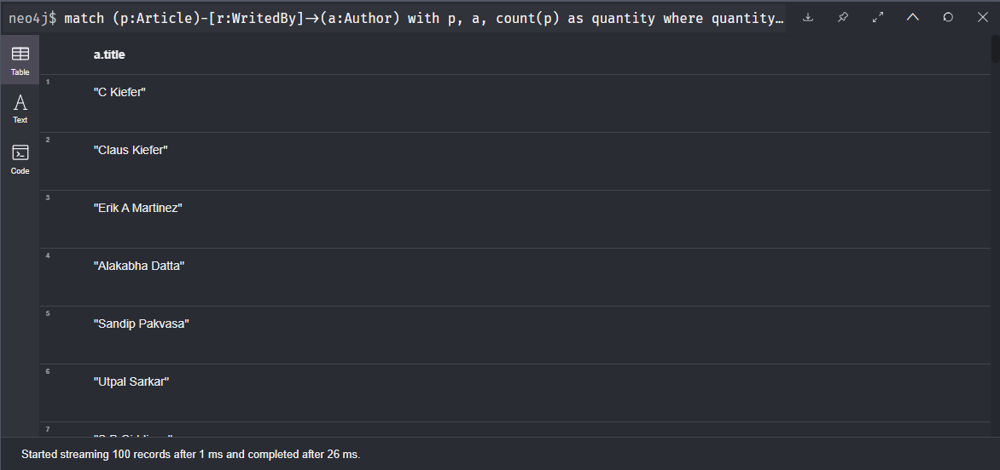 neo4j$ match (p:Article)-[r:WritedBy]→(a:Author) with p, a, count(p) as quantity where quantity…
Table
a.title
1
"C Kiefer"
Text
2
"Claus Kiefer"
Code
3
"Erik A Martinez"
4
"Alakabha Datta"
5
"Sandip Pakvasa"
6
"Utpal Sarkar"
7
Started streaming 100 records after 1 ms and completed after 26 ms.